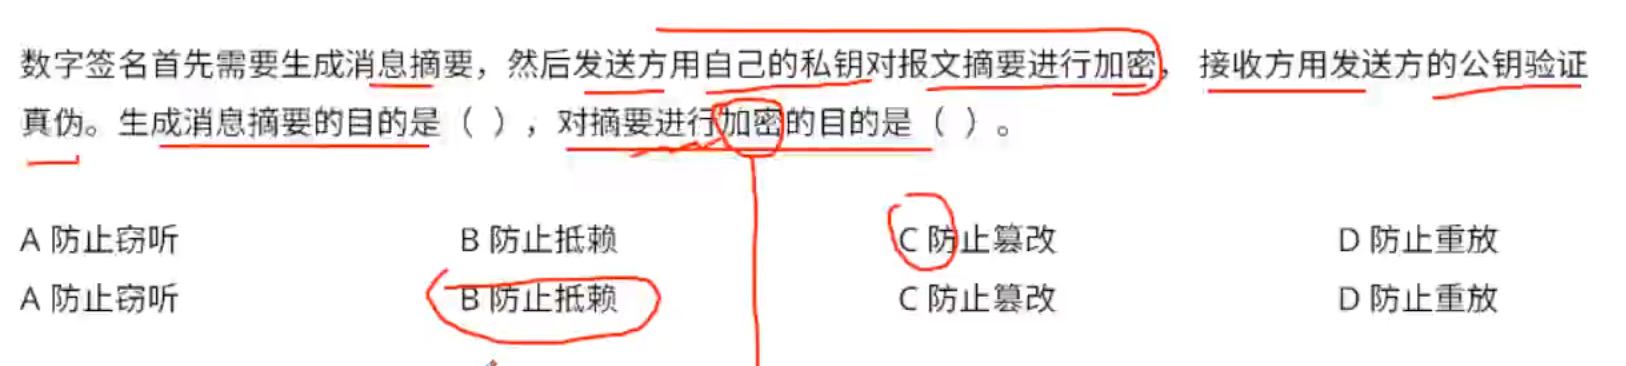 数字签名首先需要生成消息摘要，然后发送方用自己的私钥对报文摘要进行加密， 接收方用发送方的公钥验证
真伪。生成消息摘要的目的是（ ），对摘要进行加密的目的是（ ）。
A 防止窃听 B 防止抵赖 C 防止篡改 D 防止重放
A 防止窃听 B 防止抵赖 C 防止篡改 D 防止重放